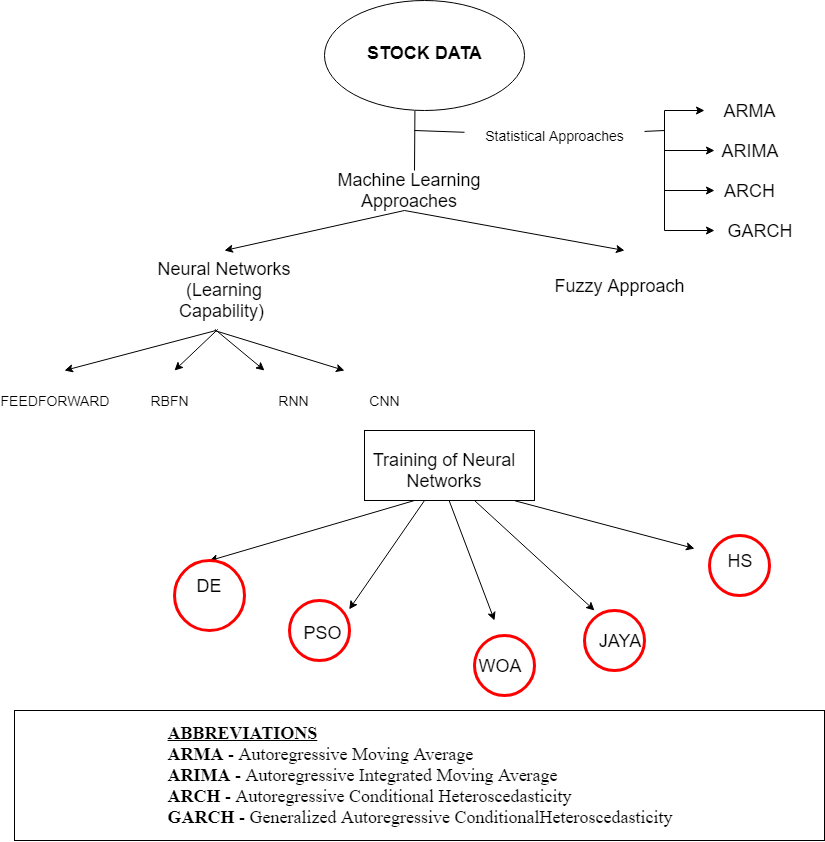 STOCK DATA
Statistical Approaches
ARMA
ARIMA
ARCH
GARCH
Machine Learning
Approaches
Neural Networks
(Learning
Capability)
Fuzzy Approach
FEEDFORWARD
RBFN
RNN
CNN
Training of Neural
Networks
DE
PSO
WOA
JAYA
HS
ABBREVIATIONS
ARMA - Autoregressive Moving Average
ARIMA - Autoregressive Integrated Moving Average
ARCH - Autoregressive Conditional Heteroscedasticity
GARCH - Generalized Autoregressive ConditionalHeteroscedasticity